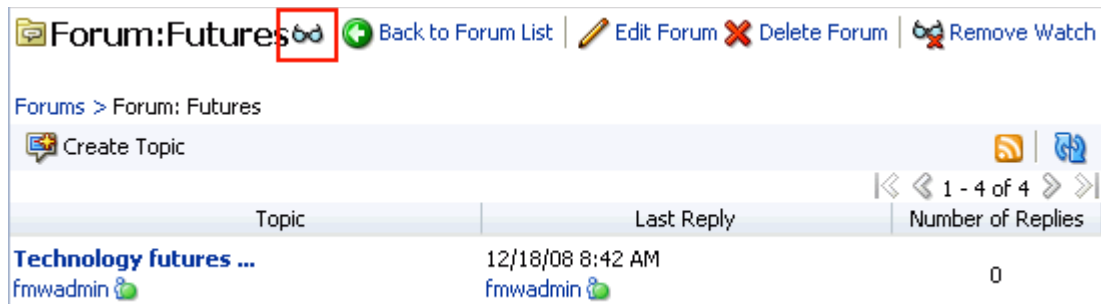 Forum:Futures Back to Forum List Edit Forum Delete Forum Remove Watch
Forums > Forum: Futures
Create Topic
1 - 4 of 4
Topic Last Reply Number of Replies
Technology futures ... 12/18/08 8:42 AM 0
fmwadmin fmwadmin